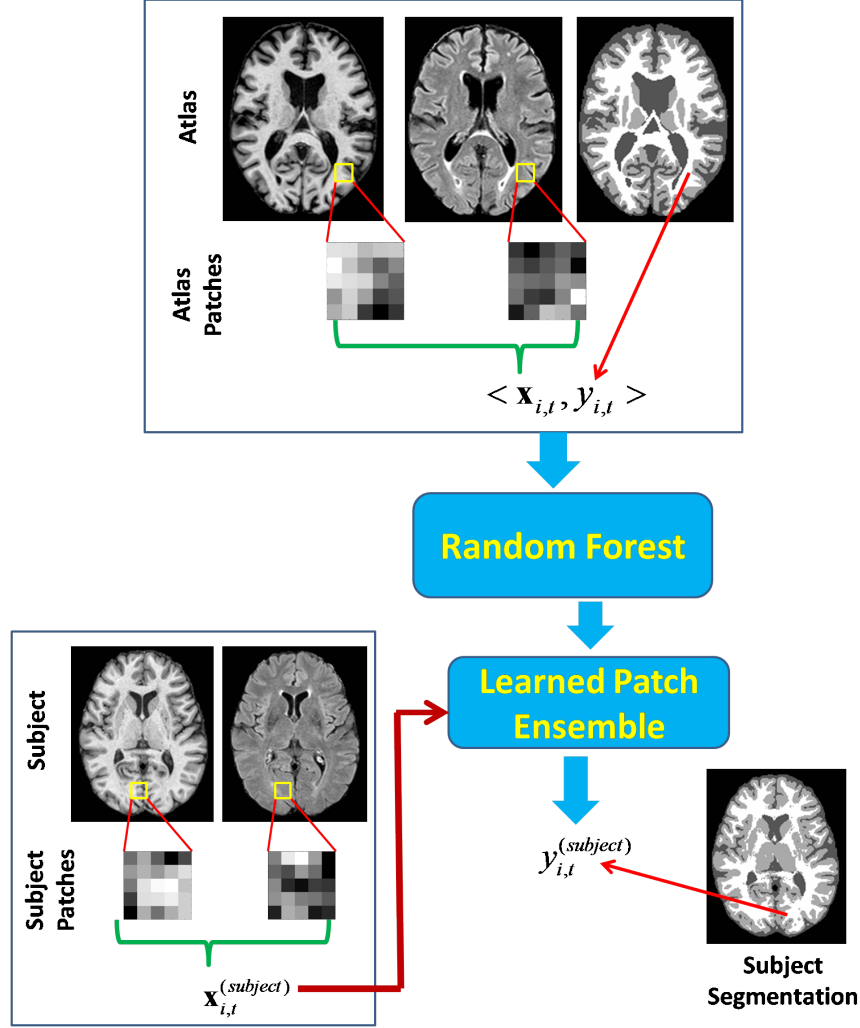 Atlas
Atlas
Patches
< x_{i,t}, y_{i,t} >
Random Forest
Learned Patch
Ensemble
Subject
Subject
Patches
x_{i,t}^{(subject)}
y_{i,t}^{(subject)}
Subject
Segmentation